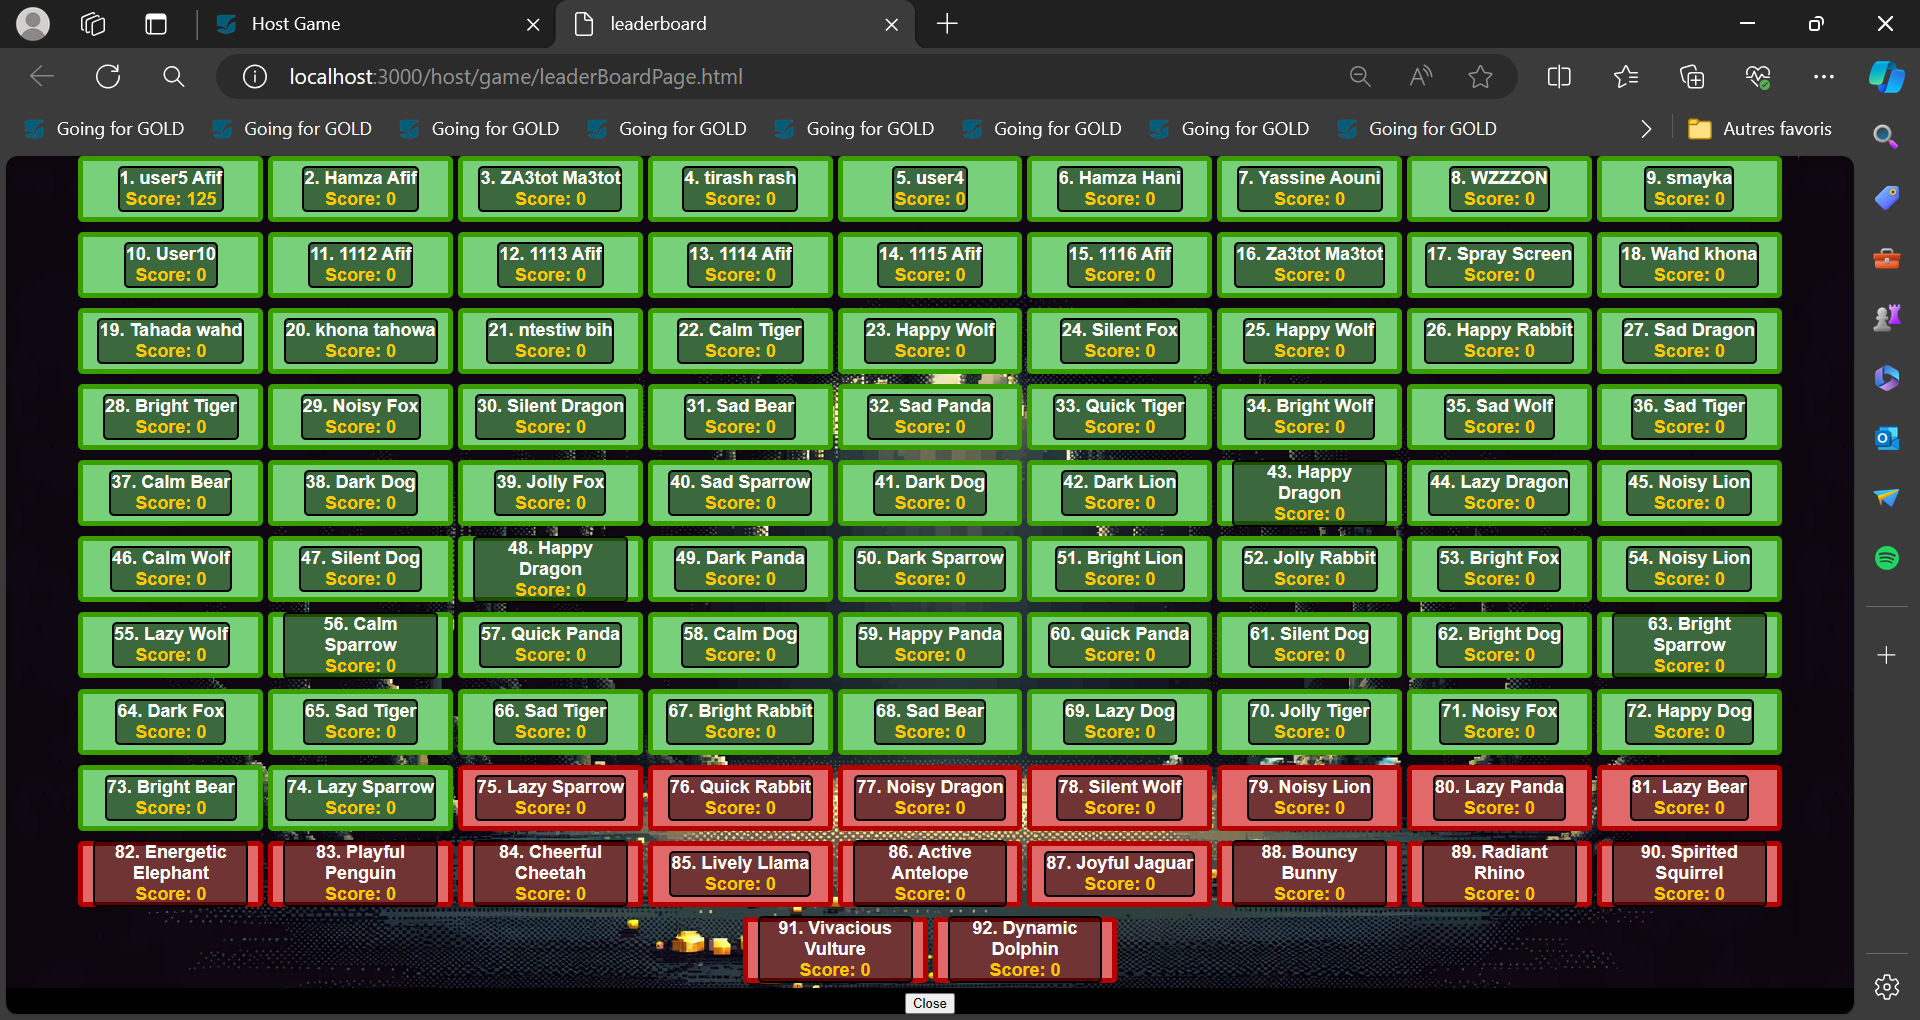 Host Game
leaderboard
localhost:3000/host/game/leaderBoardPage.html
Going for GOLD
Going for GOLD
Going for GOLD
Going for GOLD
Going for GOLD
Going for GOLD
Going for GOLD
Going for GOLD
Autres favoris
1. user5 Afif
Score: 125
2. Hamza Afif
Score: 0
3. ZA3tot Ma3tot
Score: 0
4. tirash rash
Score: 0
5. user4
Score: 0
6. Hamza Hani
Score: 0
7. Yassine Aouni
Score: 0
8. WZZZON
Score: 0
9. smayka
Score: 0
10. User10
Score: 0
11. 1112 Afif
Score: 0
12. 1113 Afif
Score: 0
13. 1114 Afif
Score: 0
14. 1115 Afif
Score: 0
15. 1116 Afif
Score: 0
16. Za3tot Ma3tot
Score: 0
17. Spray Screen
Score: 0
18. Wahd khona
Score: 0
19. Tahada wahd
Score: 0
20. khona tahowa
Score: 0
21. ntestiw bih
Score: 0
22. Calm Tiger
Score: 0
23. Happy Wolf
Score: 0
24. Silent Fox
Score: 0
25. Happy Wolf
Score: 0
26. Happy Rabbit
Score: 0
27. Sad Dragon
Score: 0
28. Bright Tiger
Score: 0
29. Noisy Fox
Score: 0
30. Silent Dragon
Score: 0
31. Sad Bear
Score: 0
32. Sad Panda
Score: 0
33. Quick Tiger
Score: 0
34. Bright Wolf
Score: 0
35. Sad Wolf
Score: 0
36. Sad Tiger
Score: 0
37. Calm Bear
Score: 0
38. Dark Dog
Score: 0
39. Jolly Fox
Score: 0
40. Sad Sparrow
Score: 0
41. Dark Dog
Score: 0
42. Dark Lion
Score: 0
43. Happy
Dragon
Score: 0
44. Lazy Dragon
Score: 0
45. Noisy Lion
Score: 0
46. Calm Wolf
Score: 0
47. Silent Dog
Score: 0
48. Happy
Dragon
Score: 0
49. Dark Panda
Score: 0
50. Dark Sparrow
Score: 0
51. Bright Lion
Score: 0
52. Jolly Rabbit
Score: 0
53. Bright Fox
Score: 0
54. Noisy Lion
Score: 0
55. Lazy Wolf
Score: 0
56. Calm
Sparrow
Score: 0
57. Quick Panda
Score: 0
58. Calm Dog
Score: 0
59. Happy Panda
Score: 0
60. Quick Panda
Score: 0
61. Silent Dog
Score: 0
62. Bright Dog
Score: 0
63. Bright
Sparrow
Score: 0
64. Dark Fox
Score: 0
65. Sad Tiger
Score: 0
66. Sad Tiger
Score: 0
67. Bright Rabbit
Score: 0
68. Sad Bear
Score: 0
69. Lazy Dog
Score: 0
70. Jolly Tiger
Score: 0
71. Noisy Fox
Score: 0
72. Happy Dog
Score: 0
73. Bright Bear
Score: 0
74. Lazy Sparrow
Score: 0
75. Lazy Sparrow
Score: 0
76. Quick Rabbit
Score: 0
77. Noisy Dragon
Score: 0
78. Silent Wolf
Score: 0
79. Noisy Lion
Score: 0
80. Lazy Panda
Score: 0
81. Lazy Bear
Score: 0
82. Energetic
Elephant
Score: 0
83. Playful
Penguin
Score: 0
84. Cheerful
Cheetah
Score: 0
85. Lively Llama
Score: 0
86. Active
Antelope
Score: 0
87. Joyful Jaguar
Score: 0
88. Bouncy
Bunny
Score: 0
89. Radiant
Rhino
Score: 0
90. Spirited
Squirrel
Score: 0
91. Vivacious
Vulture
Score: 0
92. Dynamic
Dolphin
Score: 0
Close